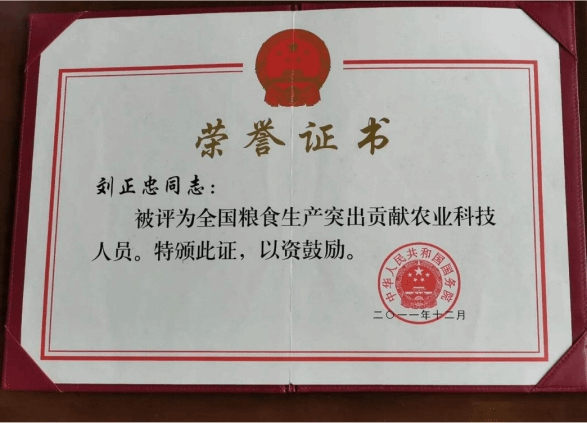 荣誉证书
刘正忠同志：
被评为全国粮食生产突出贡献农业科技
人员。特颁此证，以资鼓励。
中华人民共和国国务院
二〇一一年十二月